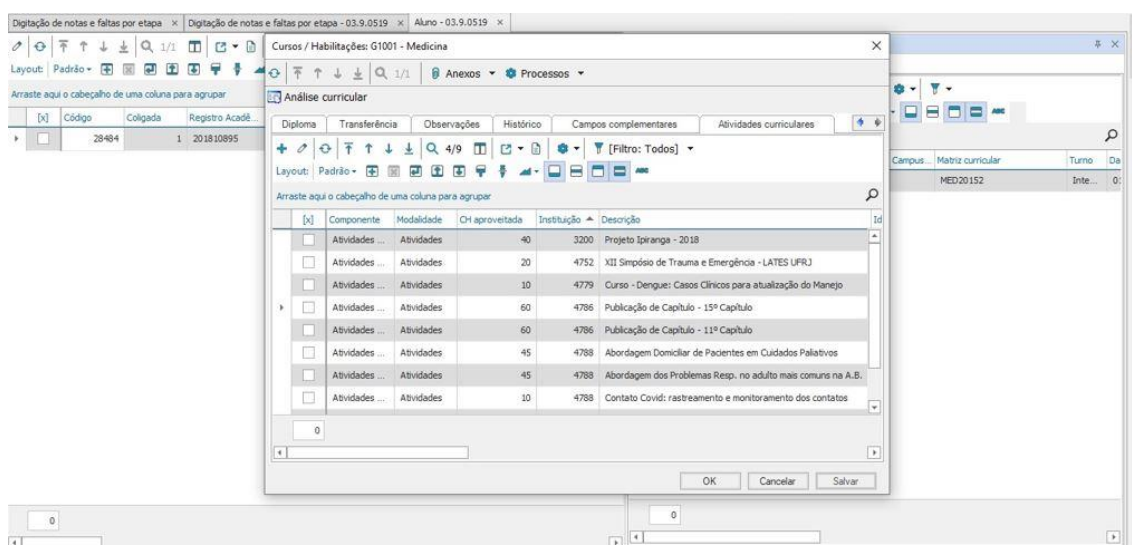 Digitação de notas e faltas por etapa × Digitação de notas e faltas por etapa - 03.9.0519 × Aluno - 03.9.0519 ×
1/1
Layout: Padrão
Arraste aqui o cabeçalho de uma coluna para agrupar
[x] Código Coligada Registro Acadê...
28484 1 201810895
0
Cursos / Habilitações: G1001 - Medicina
1/1 Anexos Processos
Análise curricular
Diploma Transferência Observações Histórico Campos complementares Atividades curriculares
4/9 [Filtro: Todos]
Layout: Padrão ABC
Arraste aqui o cabeçalho de uma coluna para agrupar
[x] Componente Modalidade CH aproveitada Instituição Descrição Id
Atividades ... Atividades 40 3200 Projeto Ipiranga - 2018
Atividades ... Atividades 20 4752 XII Simpósio de Trauma e Emergência - LATES UFRJ
Atividades ... Atividades 10 4779 Curso - Dengue: Casos Clínicos para atualização do Manejo
Atividades ... Atividades 60 4786 Publicação de Capítulo - 15º Capítulo
Atividades ... Atividades 60 4786 Publicação de Capítulo - 11º Capítulo
Atividades ... Atividades 45 4788 Abordagem Domiciliar de Pacientes em Cuidados Paliativos
Atividades ... Atividades 45 4788 Abordagem dos Problemas Resp. no adulto mais comuns na A.B.
Atividades ... Atividades 10 4788 Contato Covid: rastreamento e monitoramento dos contatos
0
OK Cancelar Salvar
ABC
Campus... Matriz curricular Turno Da
MED20152 Inte... 0:
0